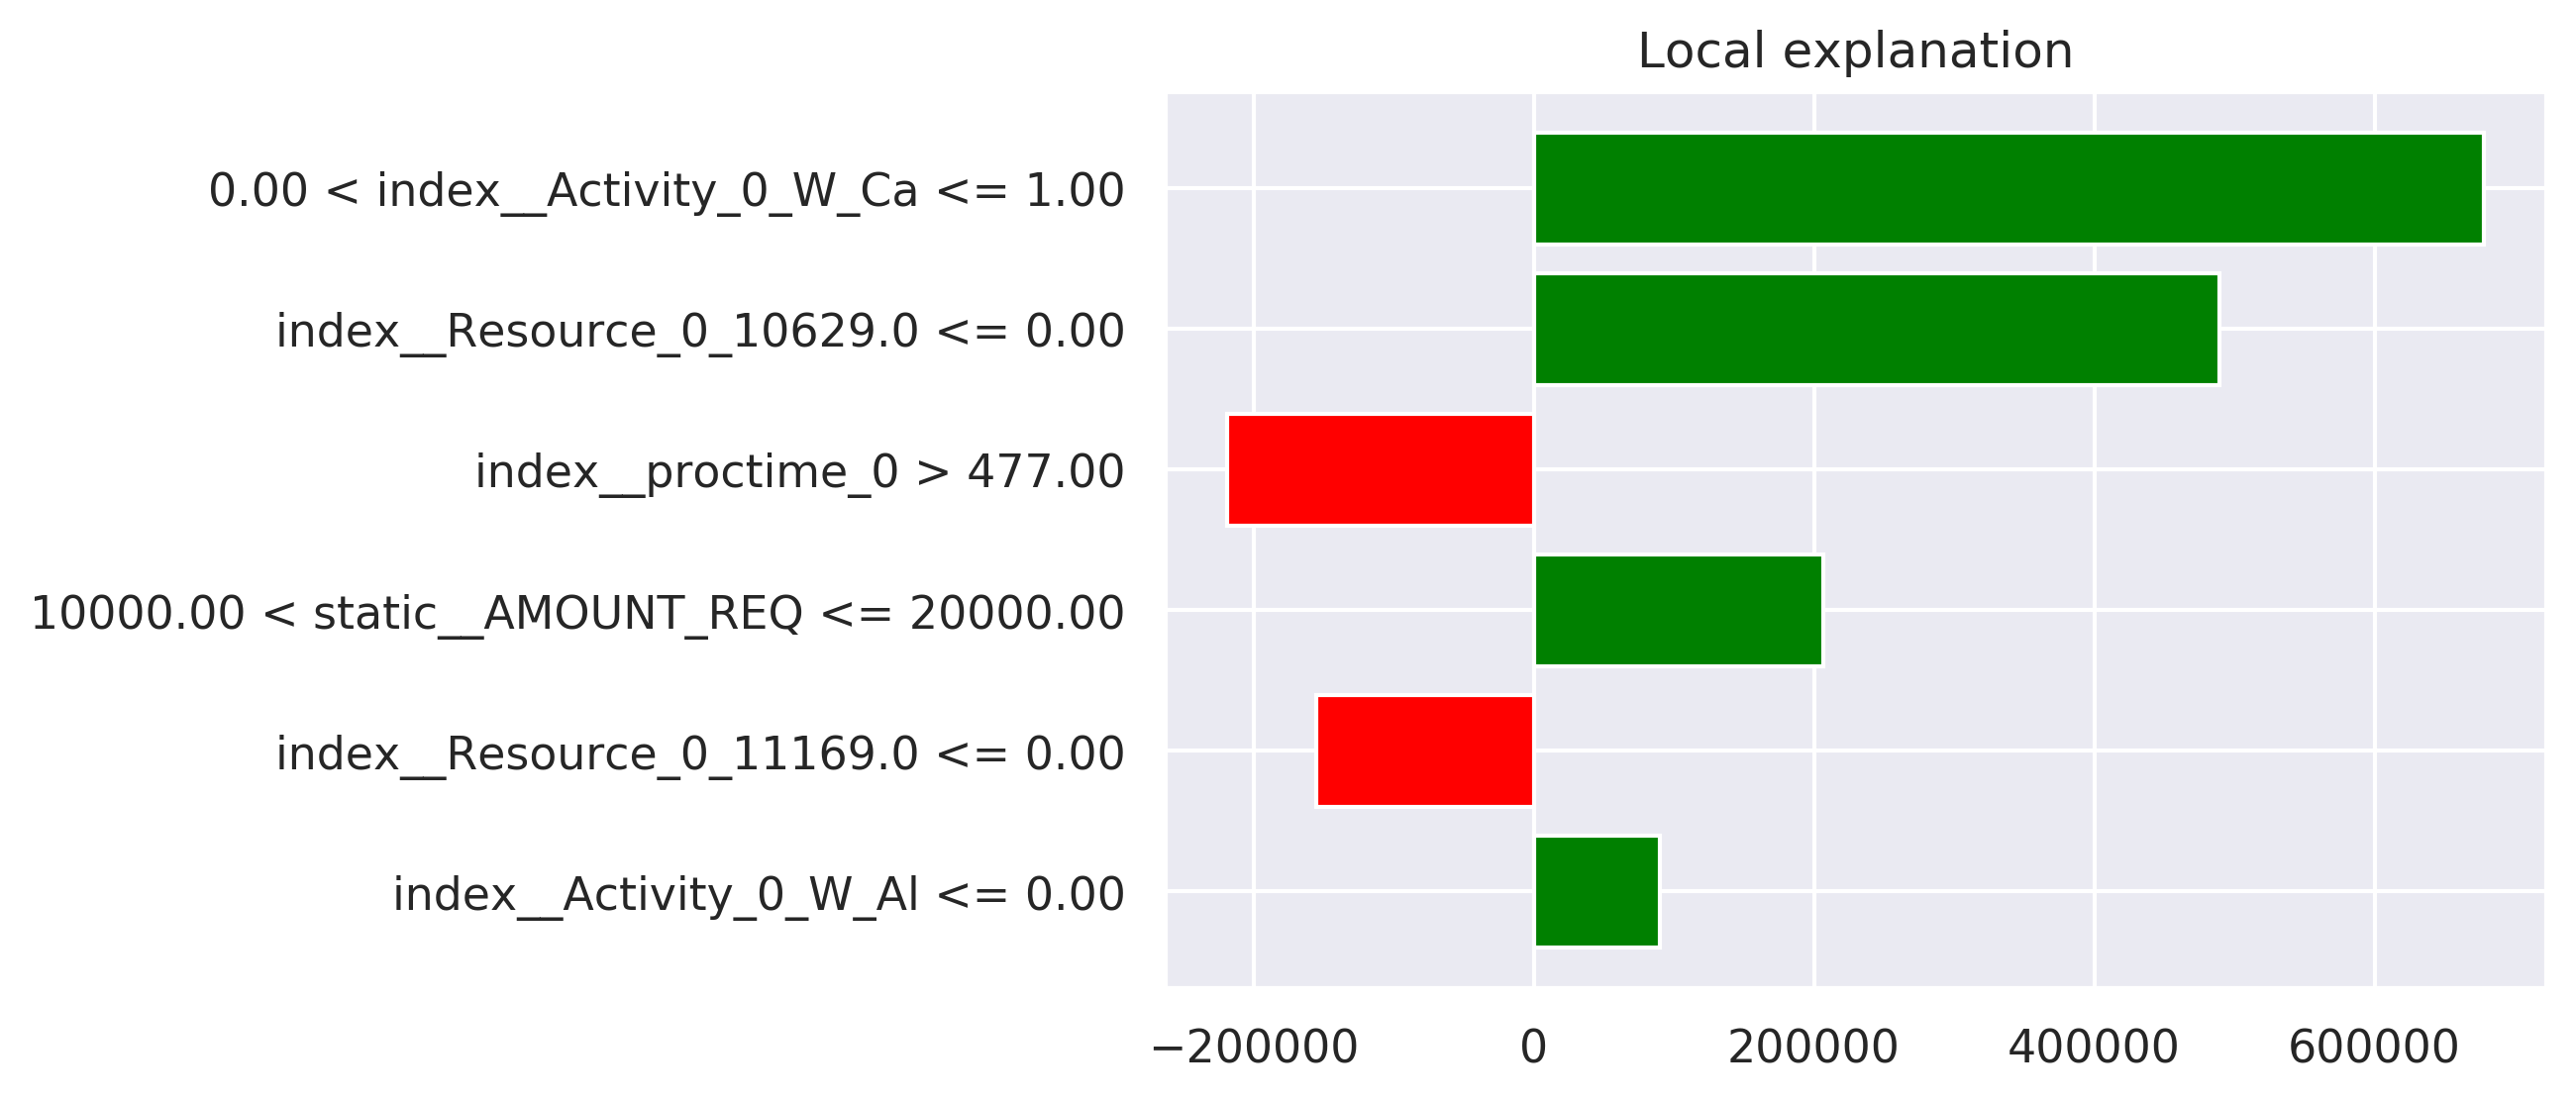 Local explanation
0.00 < index__Activity_0_W_Ca <= 1.00
index__Resource_0_10629.0 <= 0.00
index__proctime_0 > 477.00
10000.00 < static__AMOUNT_REQ <= 20000.00
index__Resource_0_11169.0 <= 0.00
index__Activity_0_W_Al <= 0.00
−200000 0 200000 400000 600000